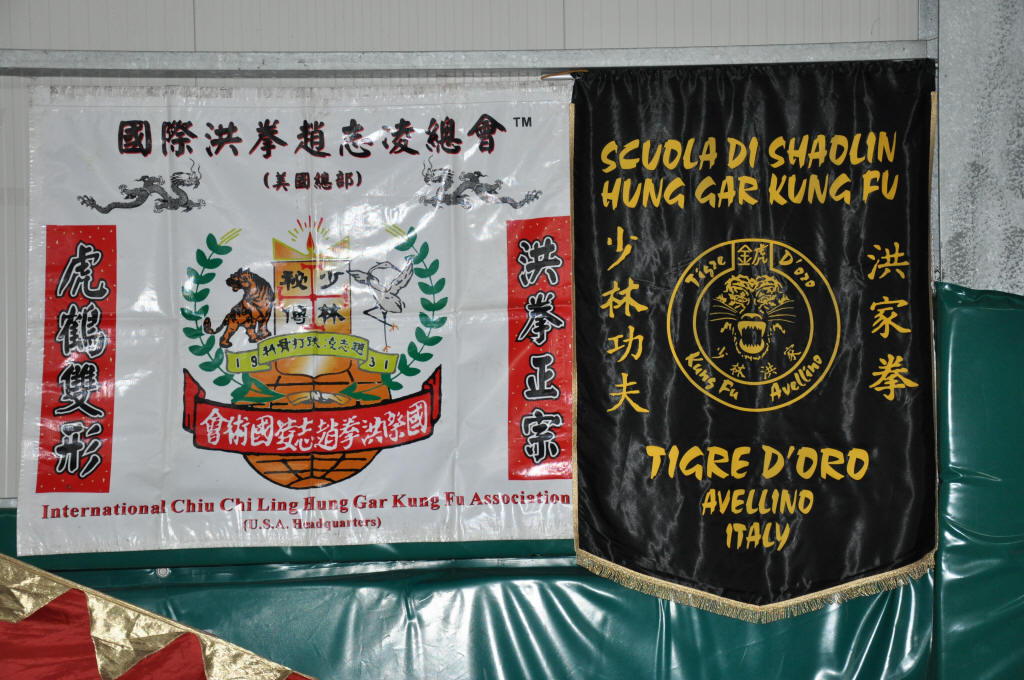 國際洪拳趙志凌總會™
(美國總部)
虎鶴雙形
洪拳正宗
少林
秘
19
31
國際洪拳趙志凌國術會
International Chiu Chi Ling Hung Gar Kung Fu Association
(U.S.A. Headquarters)
SCUOLA DI SHAOLIN
HUNG GAR KUNG FU
少林功夫
洪家拳
Tigre 金虎 D'oro
少林洪家
Kung Fu Avellino
TIGRE D'ORO
AVELLINO
ITALY